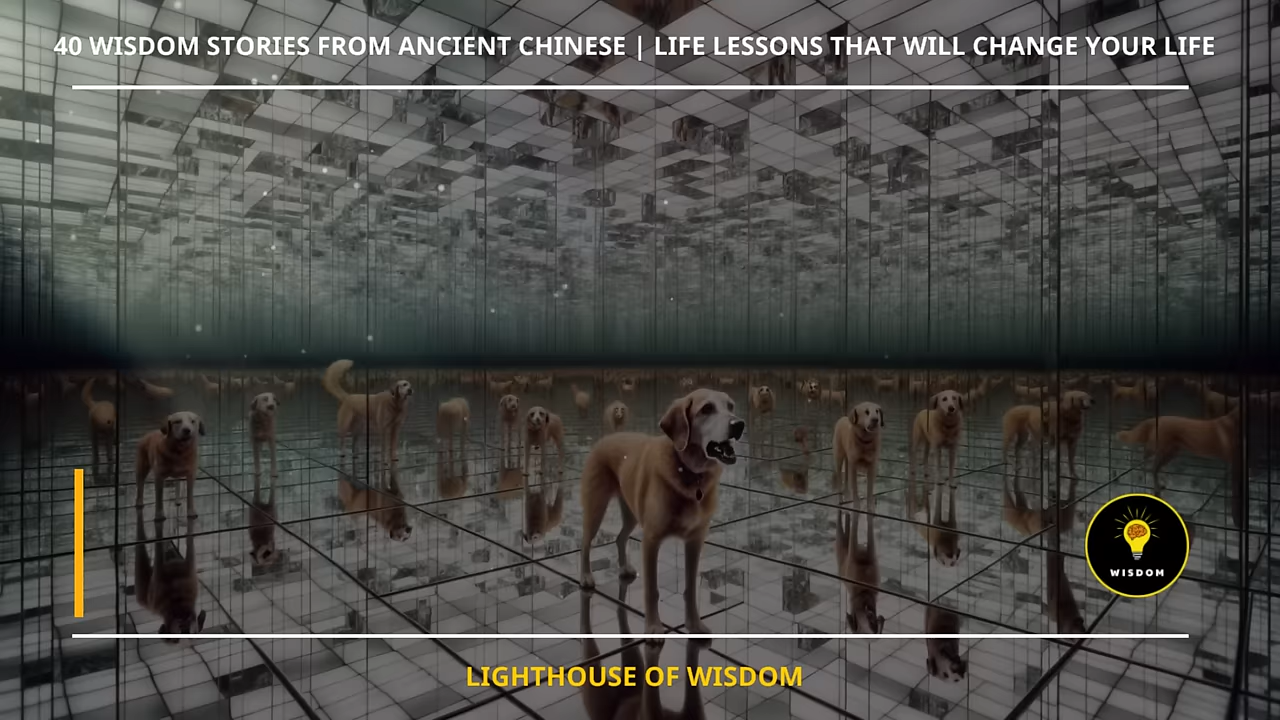 40 WISDOM STORIES FROM ANCIENT CHINESE | LIFE LESSONS THAT WILL CHANGE YOUR LIFE
WISDOM
LIGHTHOUSE OF WISDOM